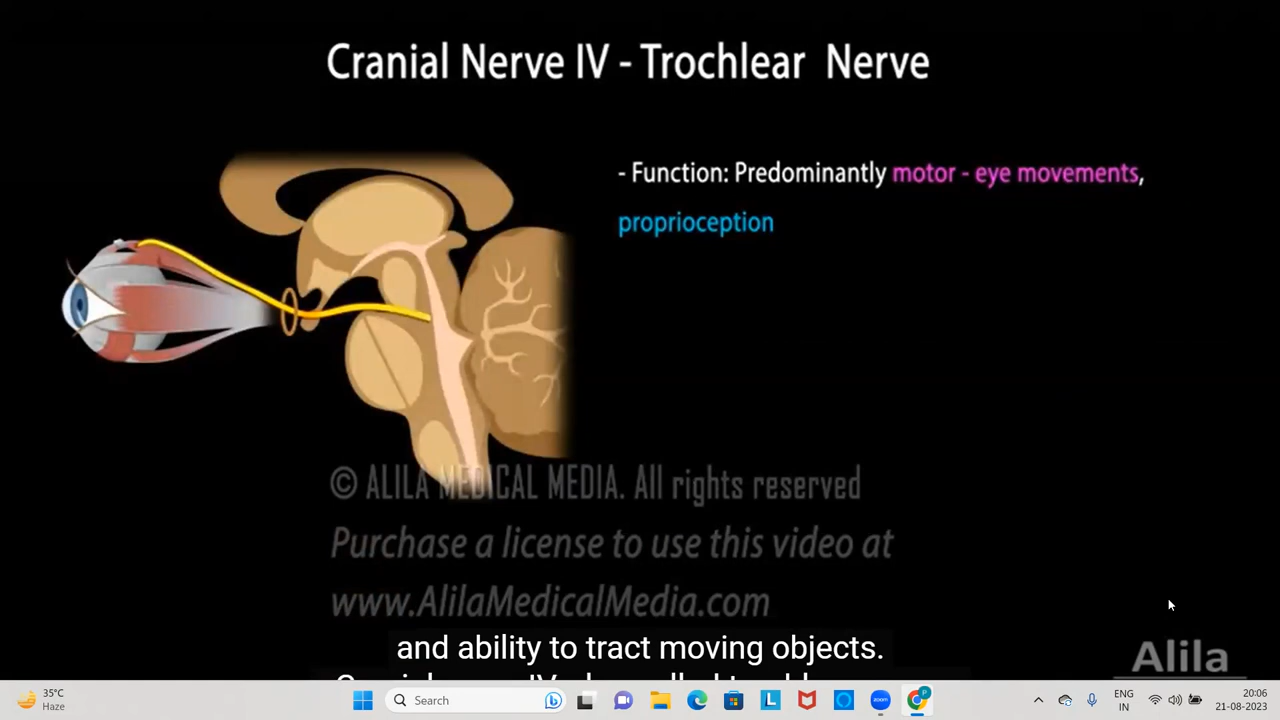 Cranial Nerve IV - Trochlear Nerve
- Function: Predominantly motor - eye movements,
proprioception
© ALILA MEDICAL MEDIA. All rights reserved
Purchase a license to use this video at
www.AlilaMedicalMedia.com
and ability to tract moving objects.
Alila
35°C
Haze
Search
zoom
ENG
IN
20:06
21-08-2023